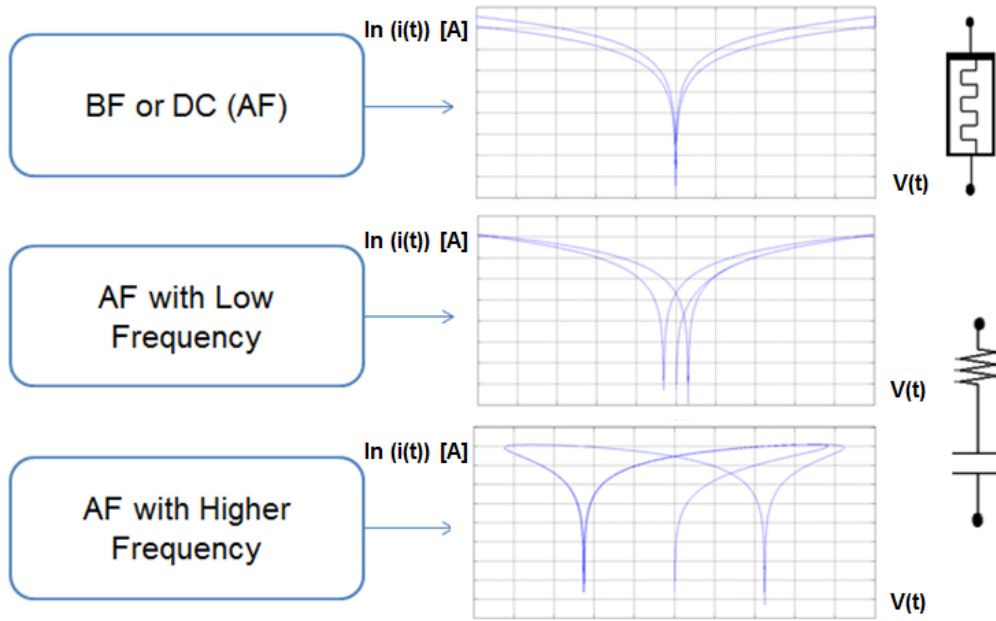 ln (i(t)) [A]
BF or DC (AF)
V(t)
ln (i(t)) [A]
AF with Low
Frequency
V(t)
ln (i(t)) [A]
AF with Higher
Frequency
V(t)